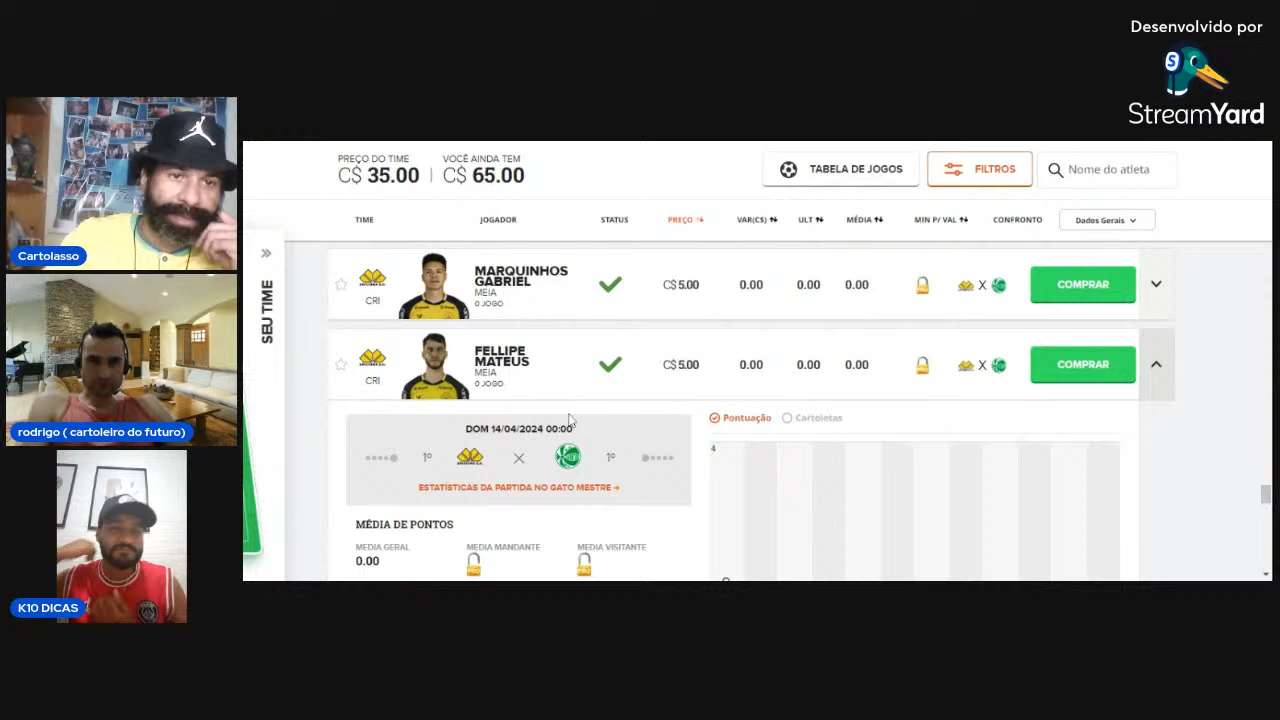 Desenvolvido por
StreamYard
Cartolasso
rodrigo ( cartoleiro do futuro)
K10 DICAS
PREÇO DO TIME
C$ 35.00
VOCÊ AINDA TEM
C$ 65.00
TABELA DE JOGOS
FILTROS
Nome do atleta
TIME JOGADOR STATUS PREÇO VAR(C$) ULT MÉDIA MIN P/ VAL CONFRONTO Dados Gerais
SEU TIME
CRI
MARQUINHOS
GABRIEL
MEIA
0 JOGO
C$ 5.00 0.00 0.00 0.00 X COMPRAR
CRI
FELLIPE
MATEUS
MEIA
0 JOGO
C$ 5.00 0.00 0.00 0.00 X COMPRAR
DOM 14/04/2024 00:00
1º X 1º
ESTATÍSTICAS DA PARTIDA NO GATO MESTRE
MÉDIA DE PONTOS
MEDIA GERAL MEDIA MANDANTE MEDIA VISITANTE
0.00
Pontuação Cartoletas
4